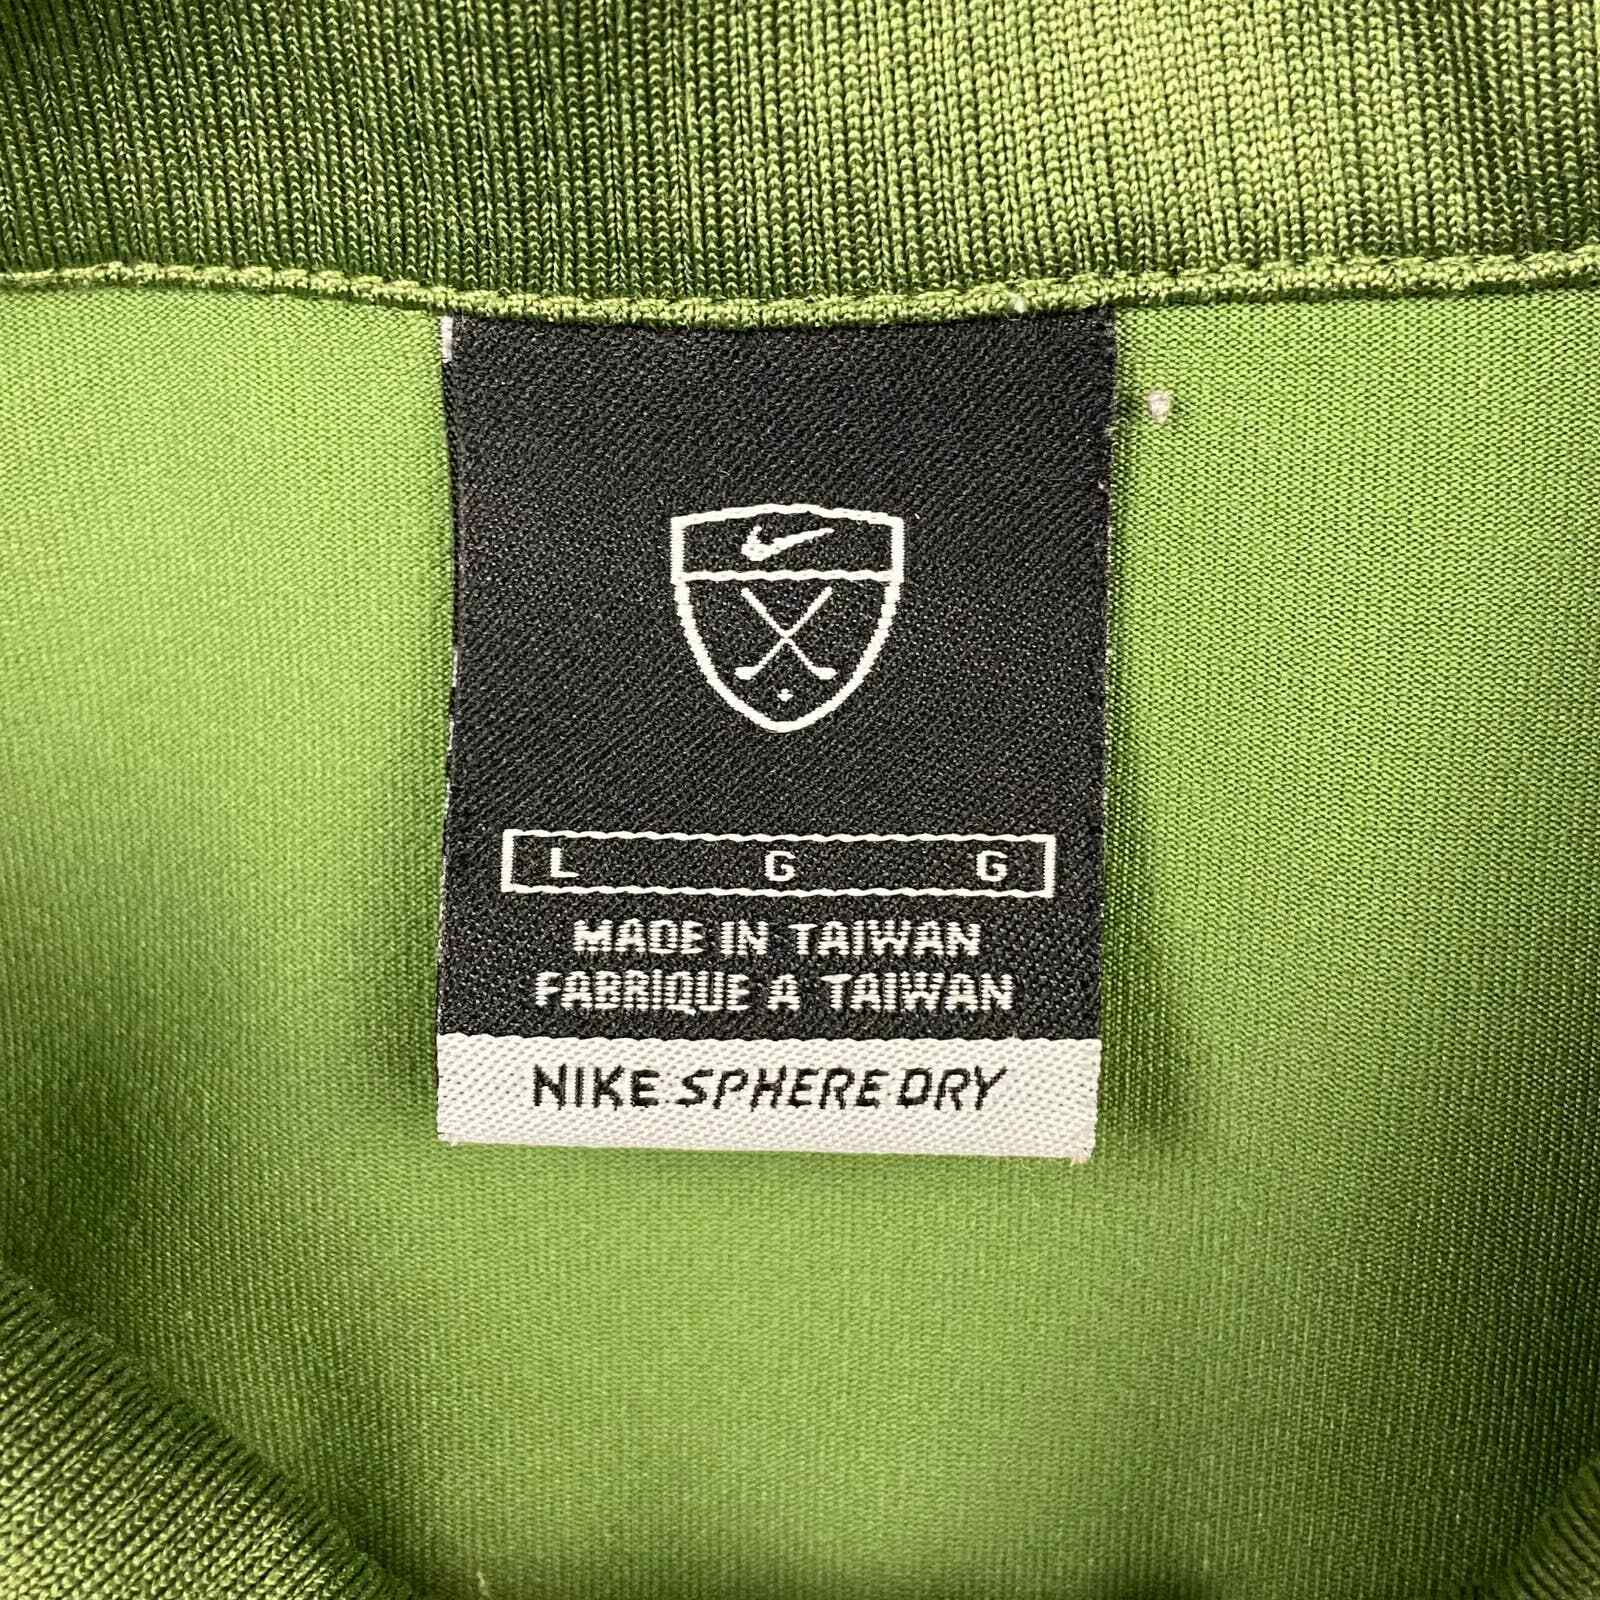 L G G
MADE IN TAIWAN
FABRIQUE A TAIWAN
NIKE SPHERE DRY